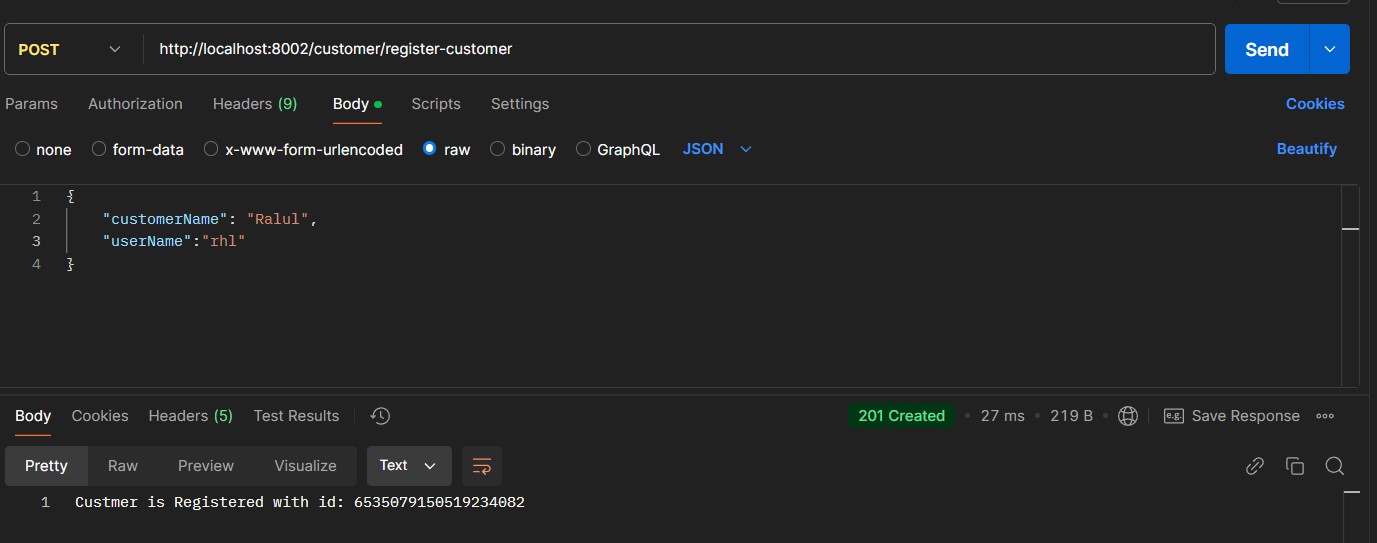 POST http://localhost:8002/customer/register-customer Send
Params Authorization Headers (9) Body Scripts Settings Cookies
none form-data x-www-form-urlencoded raw binary GraphQL JSON Beautify
1 {
2 "customerName": "Ralul",
3 "userName":"rhl"
4 }
Body Cookies Headers (5) Test Results 201 Created 27 ms 219 B e.g. Save Response
Pretty Raw Preview Visualize Text
1 Custmer is Registered with id: 6535079150519234082